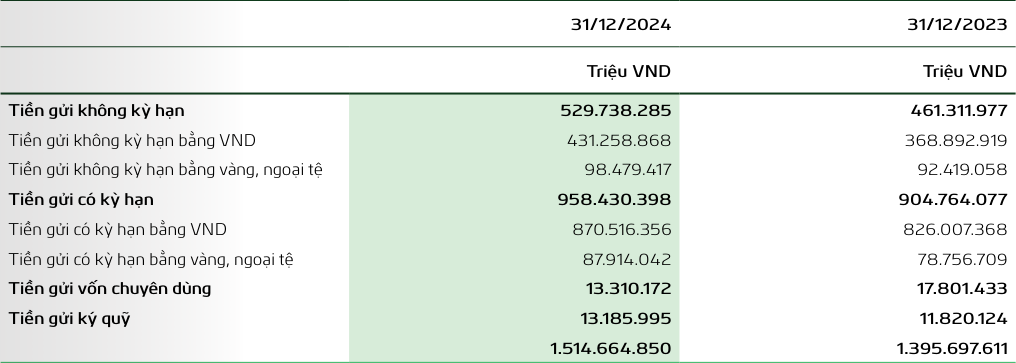 31/12/2024 31/12/2023
Triệu VND Triệu VND
Tiền gửi không kỳ hạn 529.738.285 461.311.977
Tiền gửi không kỳ hạn bằng VND 431.258.868 368.892.919
Tiền gửi không kỳ hạn bằng vàng, ngoại tệ 98.479.417 92.419.058
Tiền gửi có kỳ hạn 958.430.398 904.764.077
Tiền gửi có kỳ hạn bằng VND 870.516.356 826.007.368
Tiền gửi có kỳ hạn bằng vàng, ngoại tệ 87.914.042 78.756.709
Tiền gửi vốn chuyên dùng 13.310.172 17.801.433
Tiền gửi ký quỹ 13.185.995 11.820.124
1.514.664.850 1.395.697.611